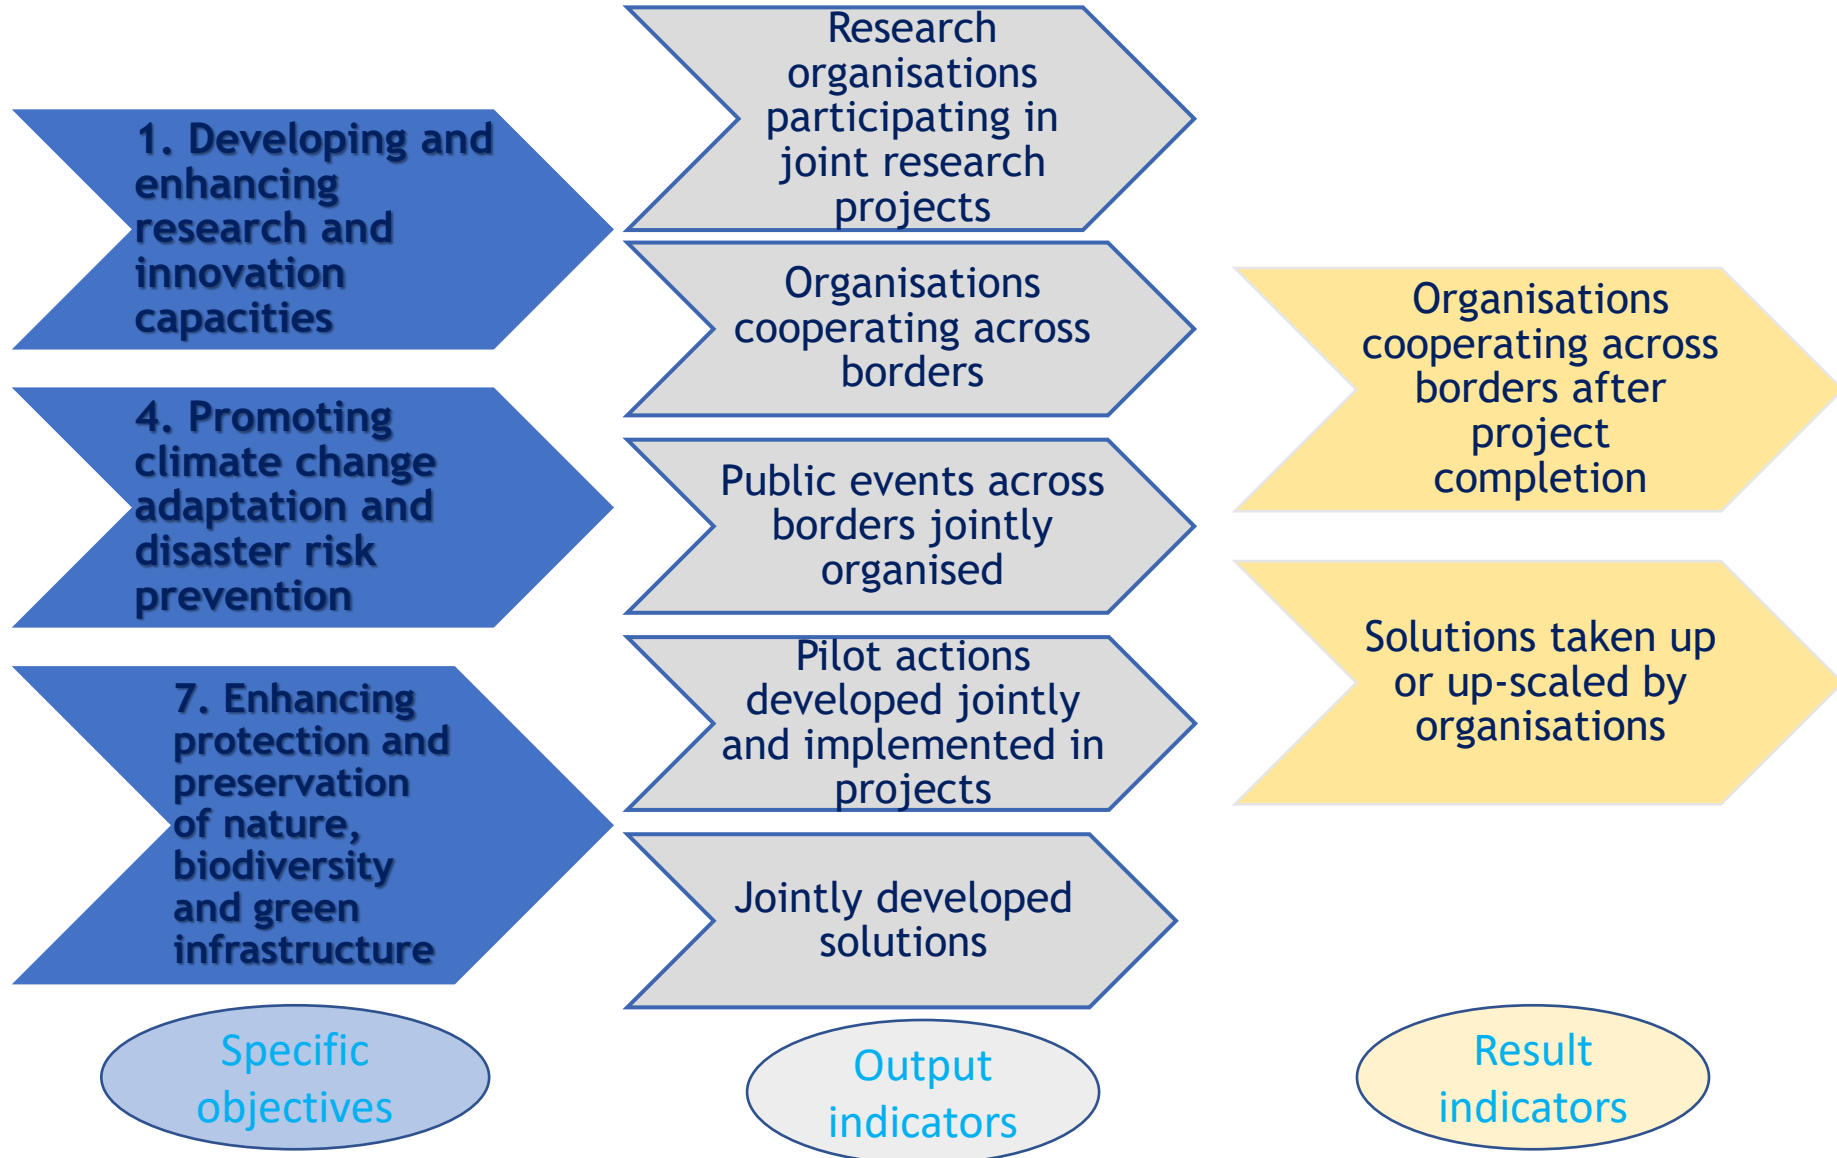 1. Developing and
enhancing
research and
innovation
capacities
4. Promoting
climate change
adaptation and
disaster risk
prevention
7. Enhancing
protection and
preservation
of nature,
biodiversity
and green
infrastructure
Specific
objectives
Research
organisations
participating in
joint research
projects
Organisations
cooperating across
borders
Public events across
borders jointly
organised
Pilot actions
developed jointly
and implemented in
projects
Jointly developed
solutions
Output
indicators
Organisations
cooperating across
borders after
project
completion
Solutions taken up
or up-scaled by
organisations
Result
indicators